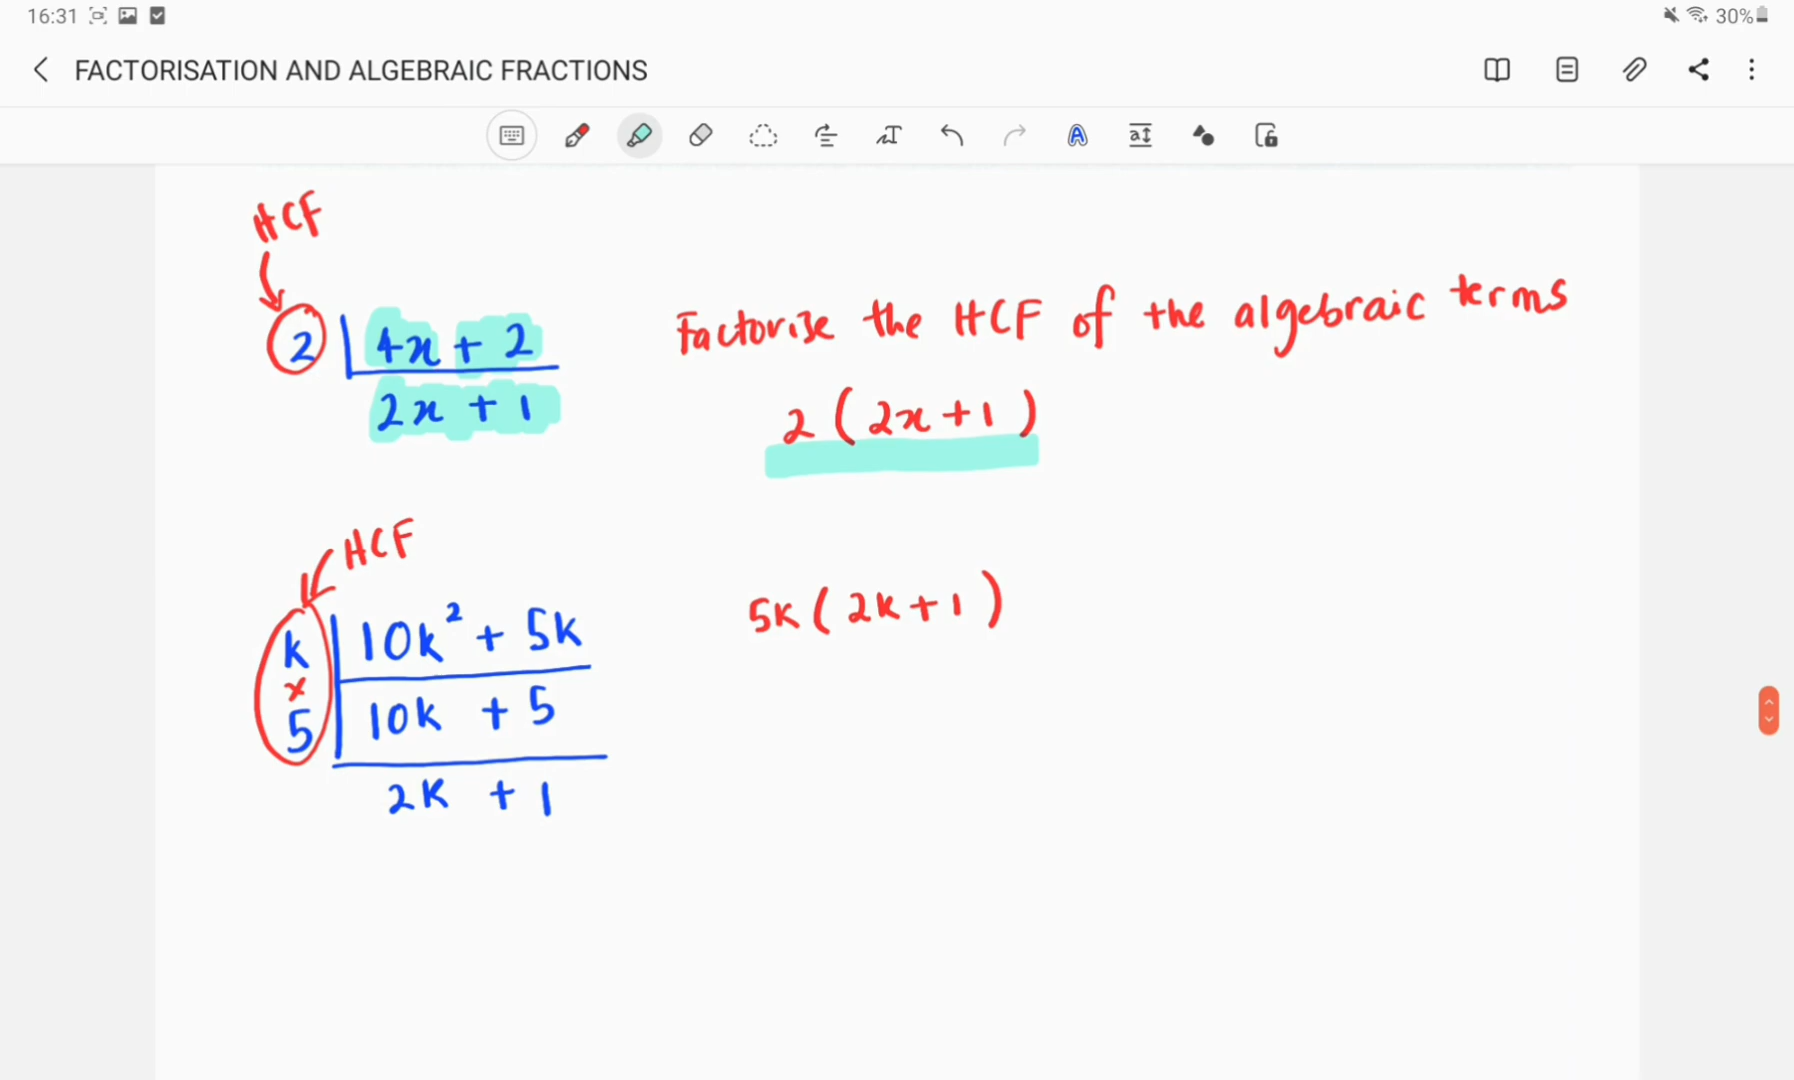 16:31
30%
FACTORISATION AND ALGEBRAIC FRACTIONS
HCF
2 | 4x + 2
2x + 1
Factorise the HCF of the algebraic terms
2 ( 2x + 1 )
HCF
k | 10k² + 5k
x
5 | 10k + 5
2k + 1
5k ( 2k + 1 )